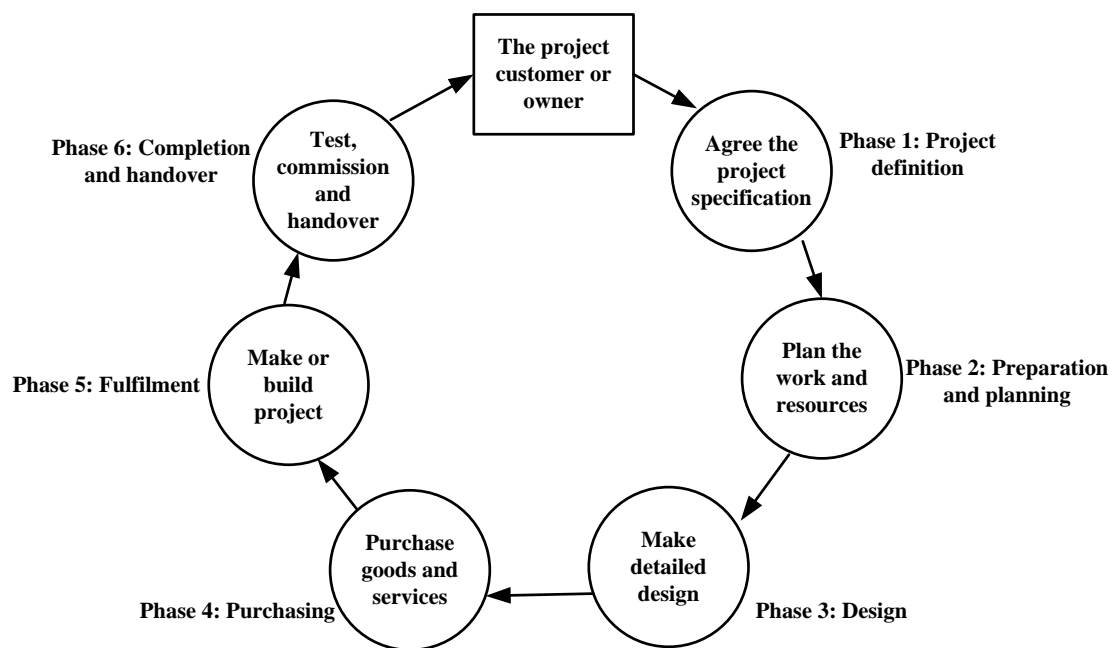 The project
customer or
owner
Agree the
project
specification
Phase 1: Project
definition
Plan the
work and
resources
Phase 2: Preparation
and planning
Make
detailed
design
Phase 3: Design
Purchase
goods and
services
Phase 4: Purchasing
Make or
build
project
Phase 5: Fulfilment
Test,
commission
and
handover
Phase 6: Completion
and handover